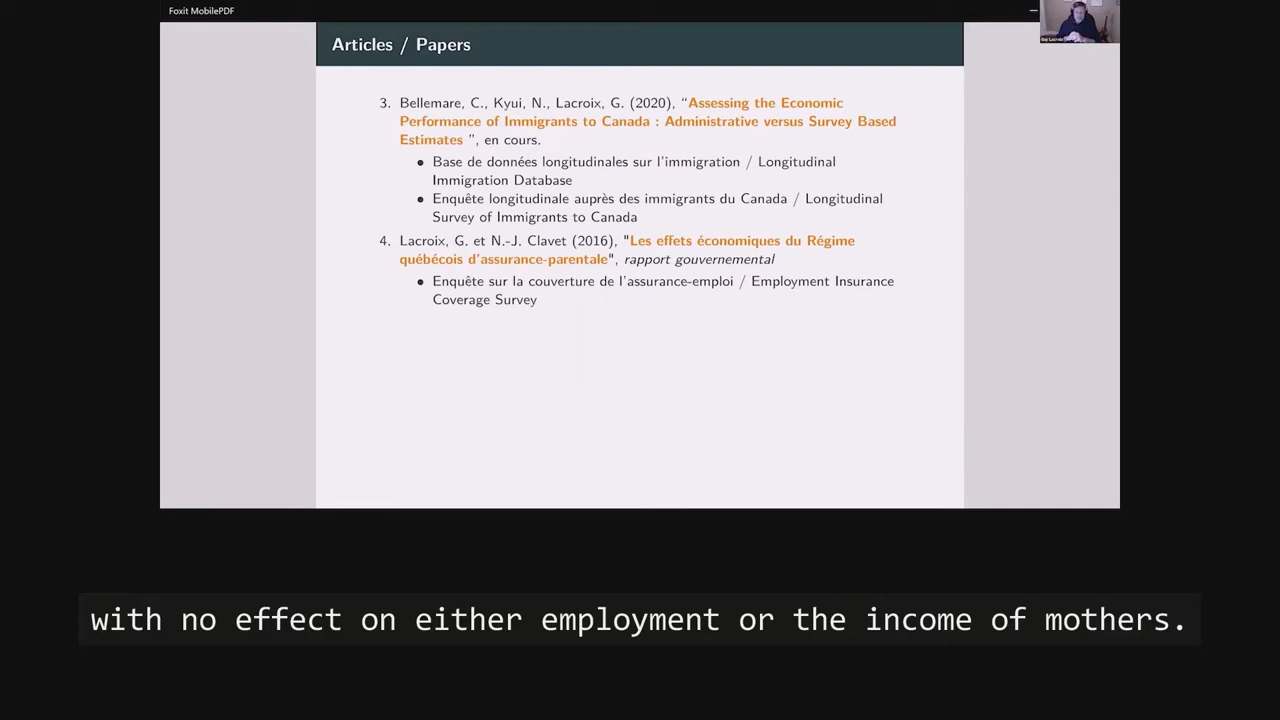 Foxit MobilePDF
Guy Lacroix
Articles / Papers
3. Bellemare, C., Kyui, N., Lacroix, G. (2020), “Assessing the Economic
Performance of Immigrants to Canada : Administrative versus Survey Based
Estimates ”, en cours.
• Base de données longitudinales sur l'immigration / Longitudinal
Immigration Database
• Enquête longitudinale auprès des immigrants du Canada / Longitudinal
Survey of Immigrants to Canada
4. Lacroix, G. et N.-J. Clavet (2016), "Les effets économiques du Régime
québécois d'assurance-parentale", rapport gouvernemental
• Enquête sur la couverture de l'assurance-emploi / Employment Insurance
Coverage Survey
with no effect on either employment or the income of mothers.